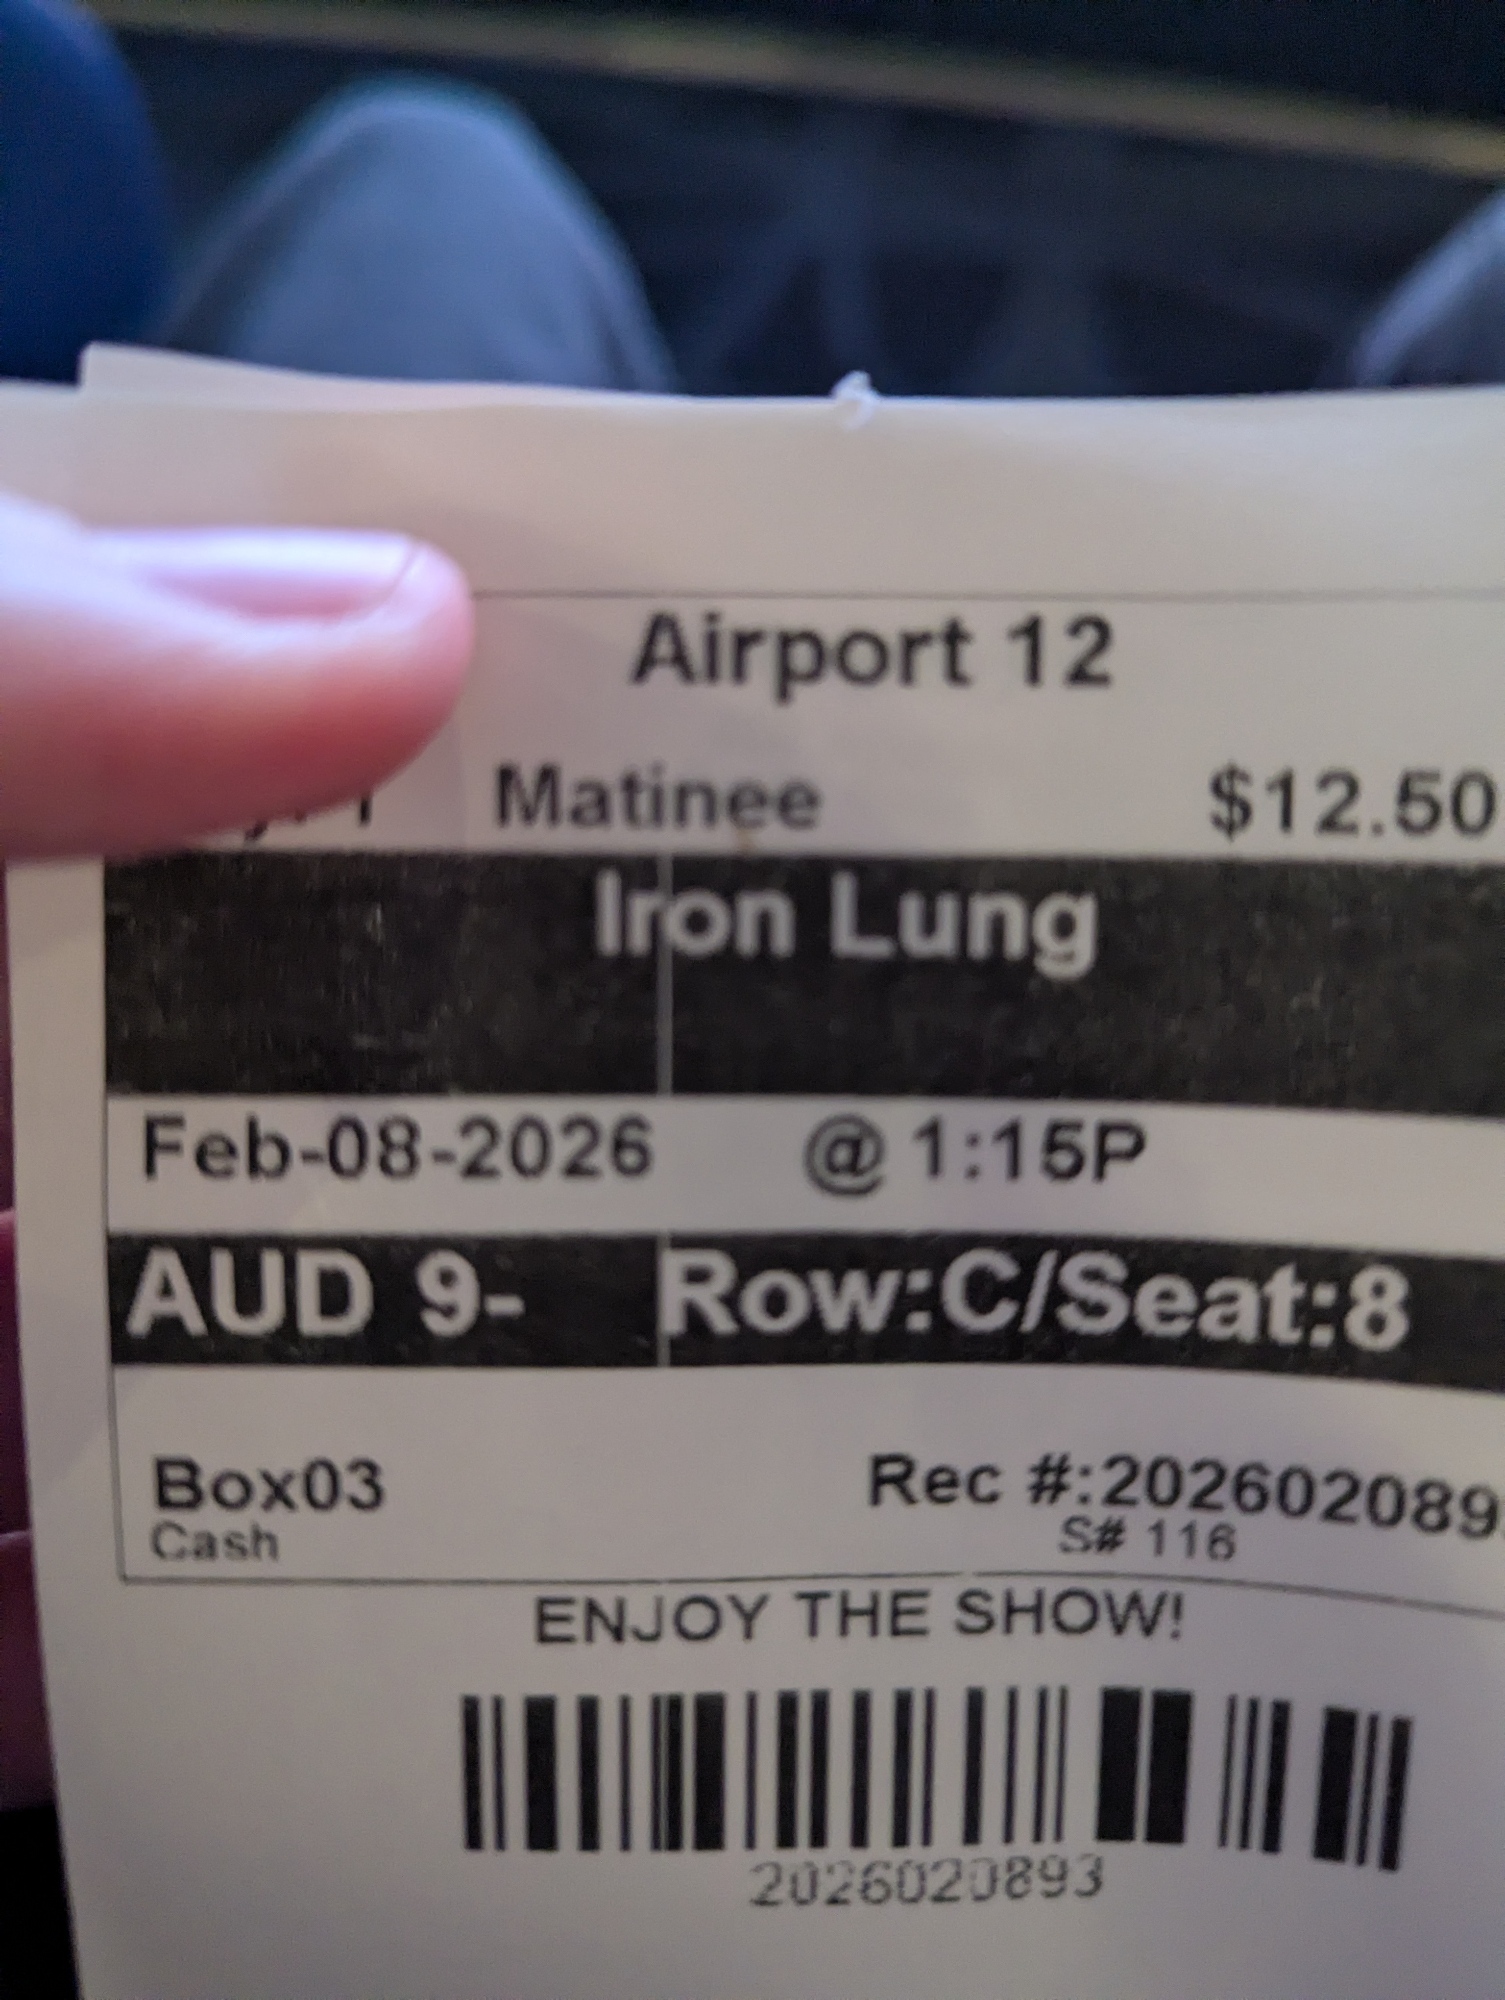 Airport 12
Matinee $12.50
Iron Lung
Feb-08-2026 @ 1:15P
AUD 9- Row:C/Seat:8
Box03 Rec #:2026020893
Cash S# 116
ENJOY THE SHOW!
2026020893